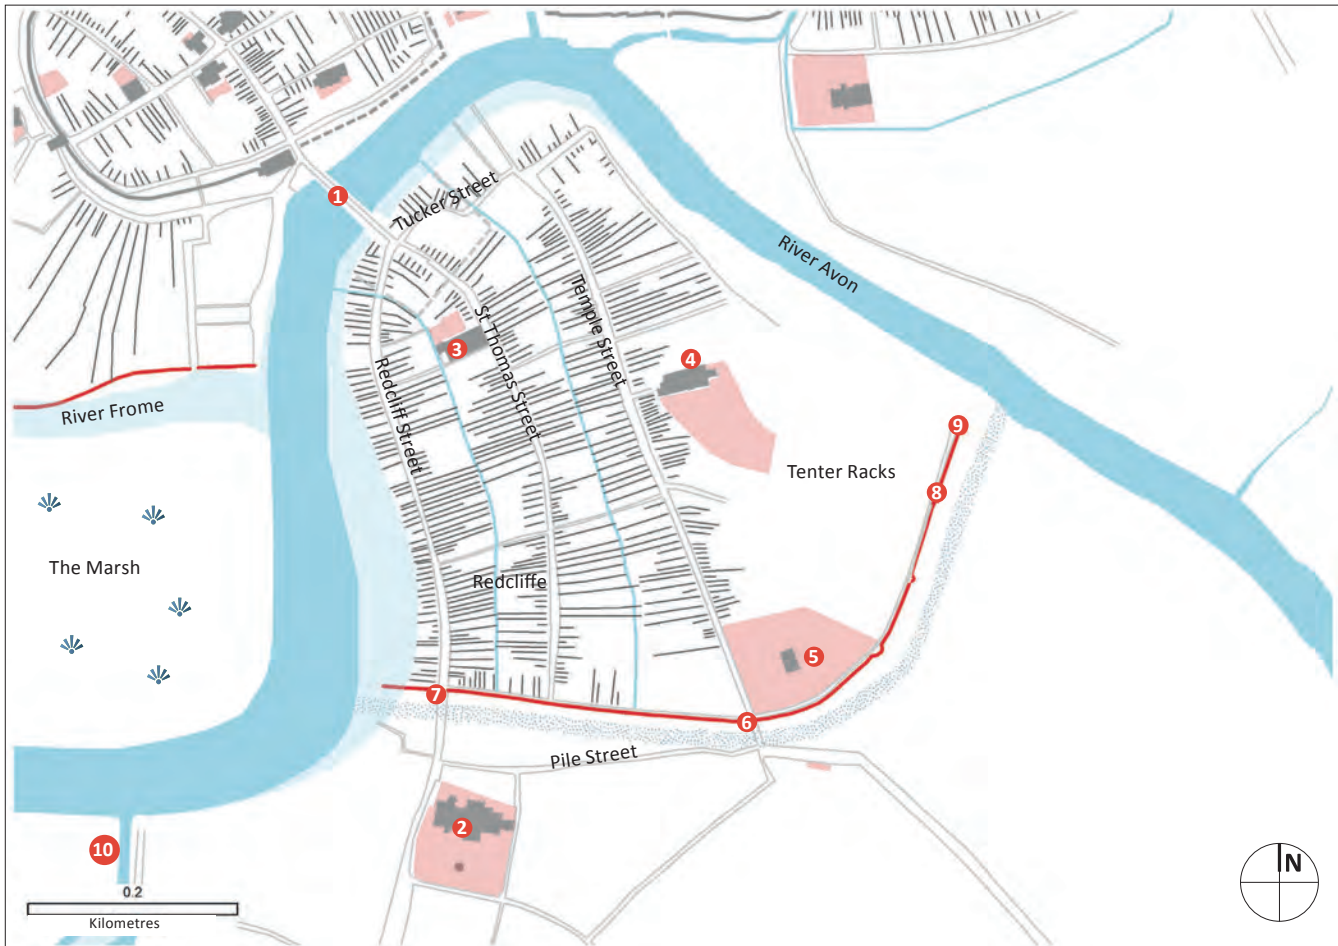 1
Tucker Street
River Avon
Temple Street
St Thomas Street
3
4
Redcliff Street
River Frome
9
Tenter Racks
8
The Marsh
Redcliffe
5
7
6
Pile Street
2
10
N
0.2
Kilometres